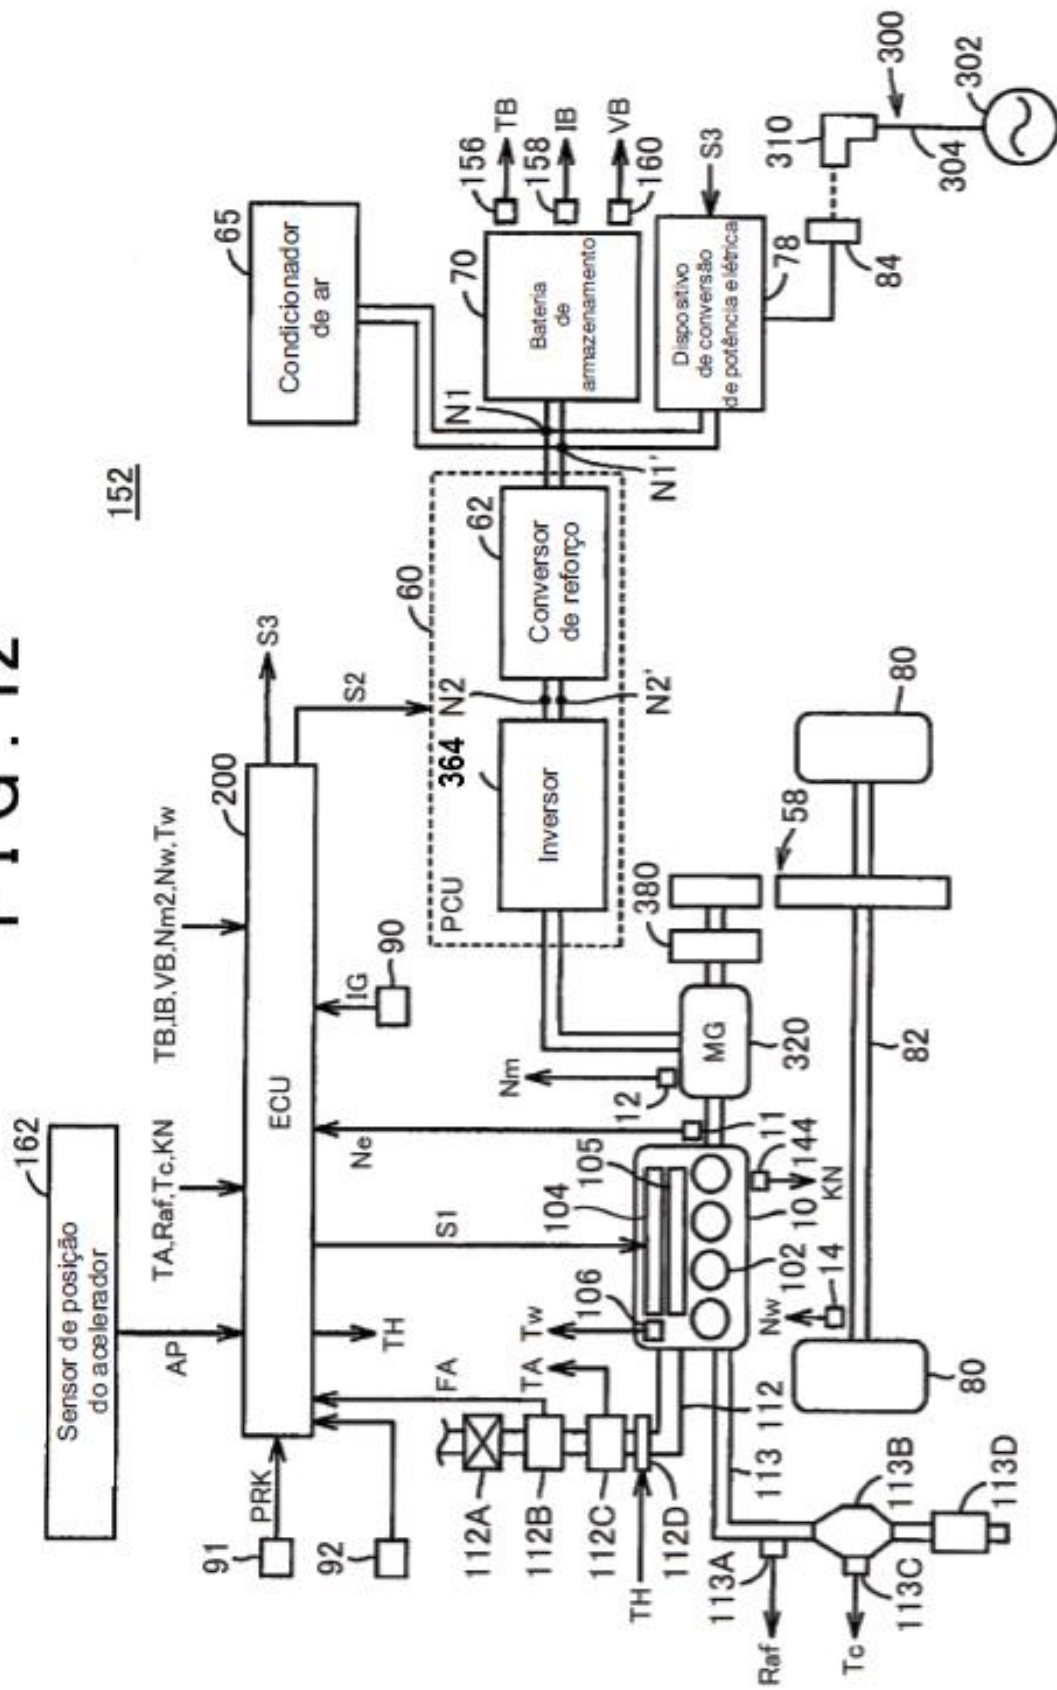 FIG. 12
152
162
Sensor de posição
do acelerador
AP
TA,Raf,Tc,KN
TB,IB,VB,Nm2,Nw,Tw
200
ECU
S3
S2
91
PRK
92
TH
FA
S1
Ne
IG
90
65
Condicionador
de ar
60
PCU
364
Inversor
N2
N2'
62
Conversor
de reforço
N1
N1'
70
Bateria
de
armazenamento
156
TB
158
IB
160
VB
Dispositivo
de conversão
de potência elétrica
S3
78
84
310
300
304
302
112A
112B
112C
TH
112D
TA
Tw
106
104
105
12
Nm
MG
320
380
58
11
144
KN
10
102
112
113
113A
Raf
Tc
113C
113B
113D
Nw
14
80
82
80